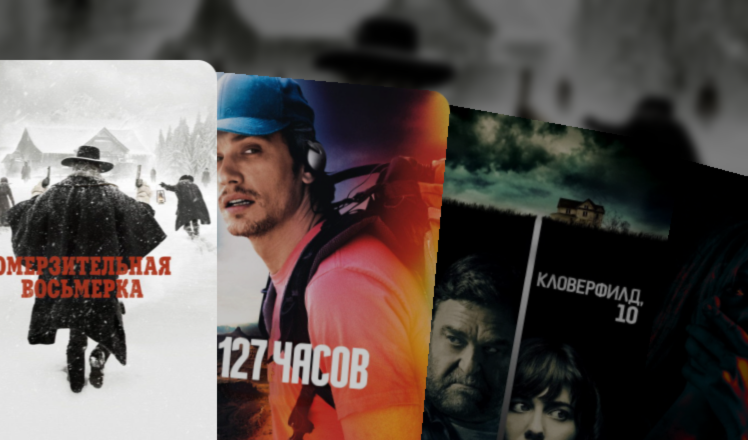 ОМЕРЗИТЕЛЬНАЯ
ВОСЬМЕРКА
127 ЧАСОВ
КЛОВЕРФИЛД,
10